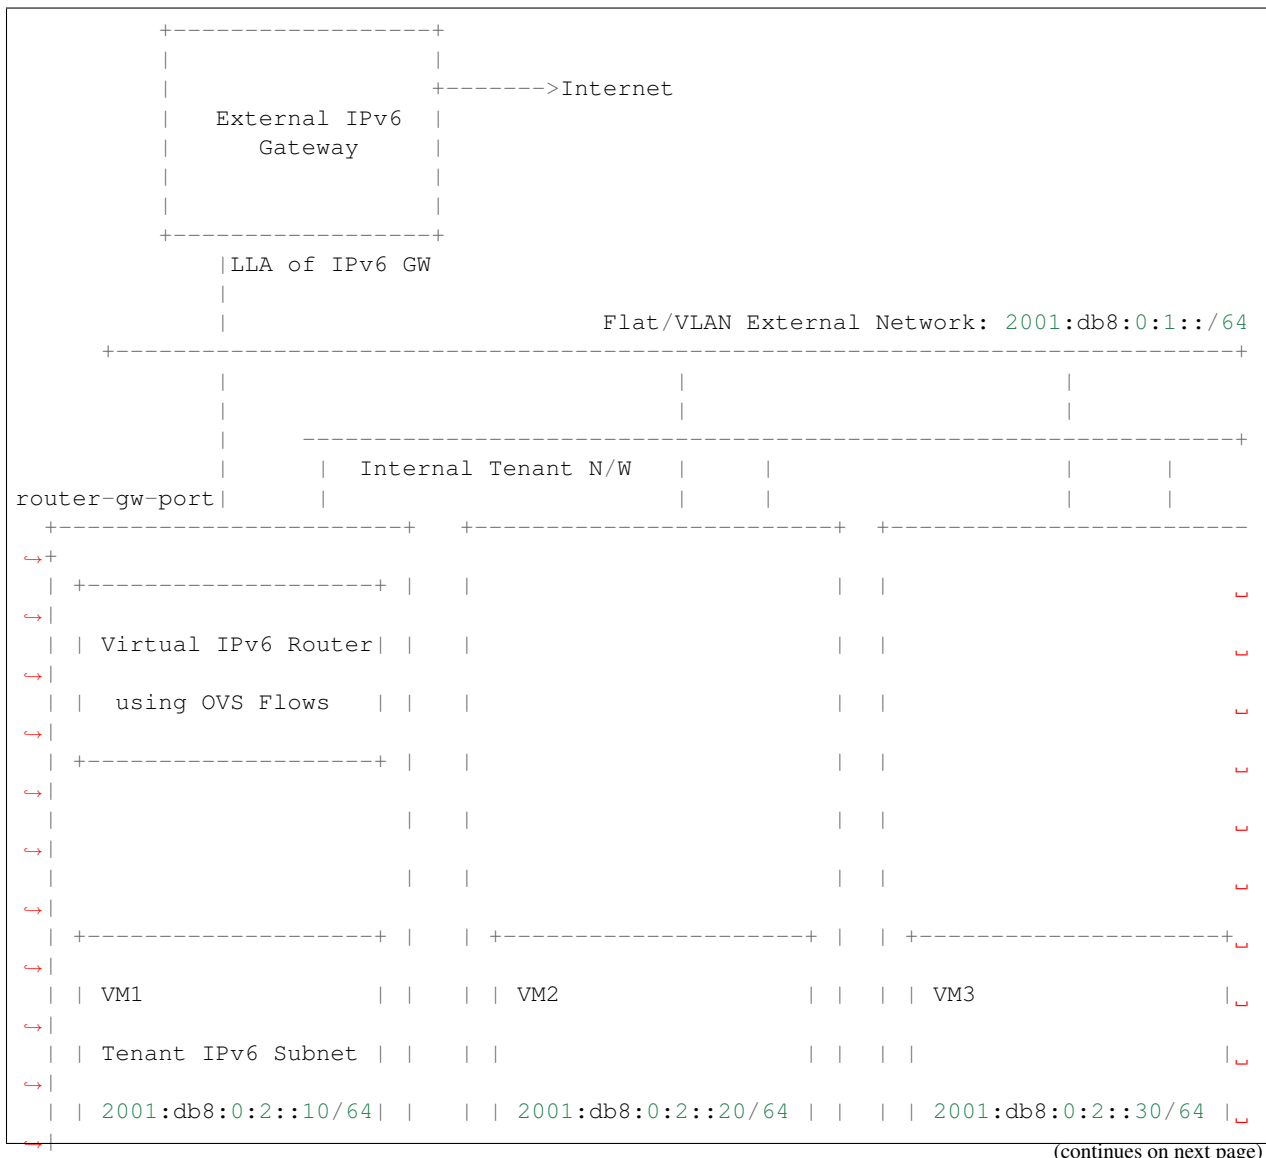 +------------------+
|                  |
|                  +------->Internet
|   External IPv6  |
|      Gateway     |
|                  |
|                  |
+------------------+
|LLA of IPv6 GW
|
|                          Flat/VLAN External Network: 2001:db8:0:1::/64
+------------------------------------------------------------------------------+
|                               |                          |
|                               |                          |
|     -----------------------------------------------------------------+
|      |  Internal Tenant N/W   |     |                    |      |
router-gw-port|      |                        |     |                    |      |
+------------------------+   +-------------------------+  +-------------------------
↪+
| +--------------------+ |   |                         |  |                        ␣
↪|
| | Virtual IPv6 Router| |   |                         |  |                        ␣
↪|
| |  using OVS Flows   | |   |                         |  |                        ␣
↪|
| +--------------------+ |   |                         |  |                        ␣
↪|
|                        |   |                         |  |                        ␣
↪|
|                        |   |                         |  |                        ␣
↪|
| +--------------------+ |   | +---------------------+ |  | +---------------------+␣
↪|
| | VM1                | |   | | VM2                 | |  | | VM3                 |␣
↪|
| | Tenant IPv6 Subnet | |   | |                     | |  | |                     |␣
↪|
| | 2001:db8:0:2::10/64| |   | | 2001:db8:0:2::20/64 | |  | | 2001:db8:0:2::30/64 |␣
↪|
(continues on next page)